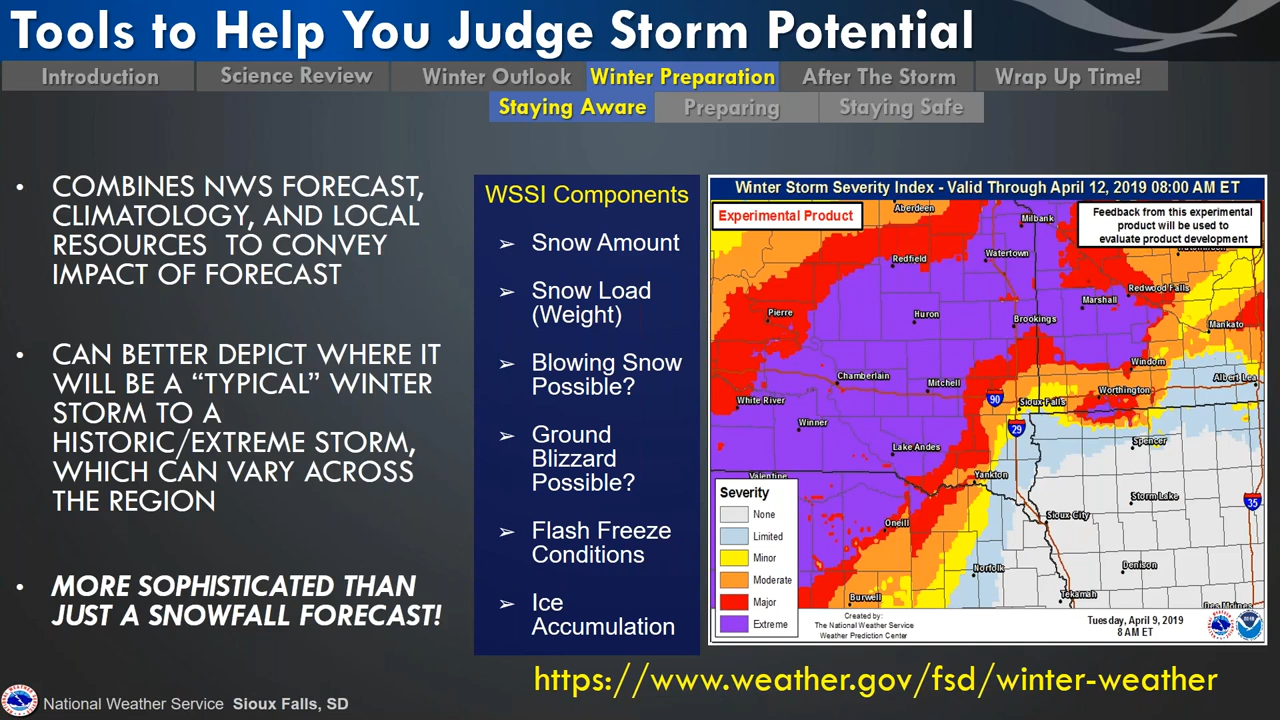 Tools to Help You Judge Storm Potential
Introduction
Science Review
Winter Outlook
Winter Preparation
After The Storm
Wrap Up Time!
Staying Aware
Preparing
Staying Safe
• COMBINES NWS FORECAST,
CLIMATOLOGY, AND LOCAL
RESOURCES TO CONVEY
IMPACT OF FORECAST
• CAN BETTER DEPICT WHERE IT
WILL BE A “TYPICAL” WINTER
STORM TO A
HISTORIC/EXTREME STORM,
WHICH CAN VARY ACROSS
THE REGION
• MORE SOPHISTICATED THAN
JUST A SNOWFALL FORECAST!
WSSI Components
➢ Snow Amount
➢ Snow Load
(Weight)
➢ Blowing Snow
Possible?
➢ Ground
Blizzard
Possible?
➢ Flash Freeze
Conditions
➢ Ice
Accumulation
Winter Storm Severity Index - Valid Through April 12, 2019 08:00 AM ET
Experimental Product
Feedback from this experimental
product will be used to
evaluate product development
Aberdeen
Milbank
Watertown
Redfield
Redwood Falls
Marshall
Pierre
Huron
Brookings
Mankato
Windom
Chamberlain
Mitchell
Albert Lea
Worthington
White River
90
Sioux Falls
Winner
29
Spencer
Lake Andes
Valentine
Yankton
Storm Lake
35
Sioux City
Oneill
Norfolk
Denison
Tekamah
Burwell
Des Moines
Severity
None
Limited
Minor
Moderate
Major
Extreme
Created by:
The National Weather Service
Weather Prediction Center
Tuesday, April 9, 2019
8 AM ET
https://www.weather.gov/fsd/winter-weather
National Weather Service Sioux Falls, SD